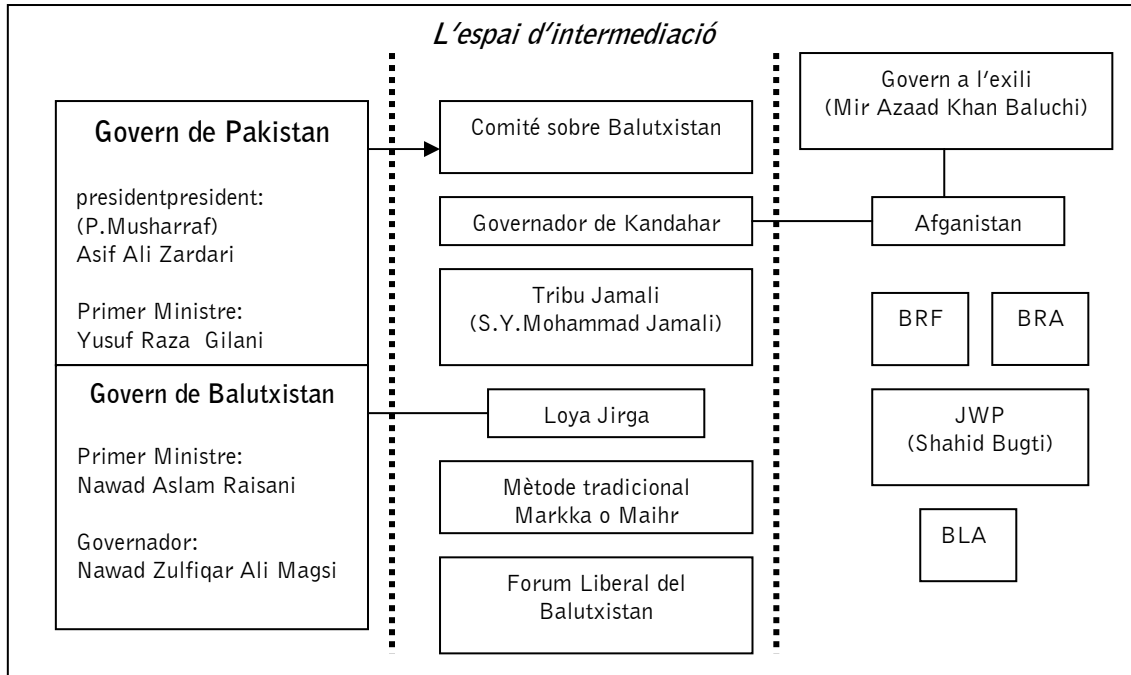 L'espai d'intermediació
Govern de Pakistan
presidentpresident:
(P.Musharraf)
Asif Ali Zardari
Primer Ministre:
Yusuf Raza Gilani
Govern de Balutxistan
Primer Ministre:
Nawad Aslam Raisani
Governador:
Nawad Zulfiqar Ali Magsi
Comité sobre Balutxistan
Governador de Kandahar
Tribu Jamali
(S.Y.Mohammad Jamali)
Loya Jirga
Mètode tradicional
Markka o Maihr
Forum Liberal del
Balutxistan
Govern a l'exili
(Mir Azaad Khan Baluchi)
Afganistan
BRF
BRA
JWP
(Shahid Bugti)
BLA